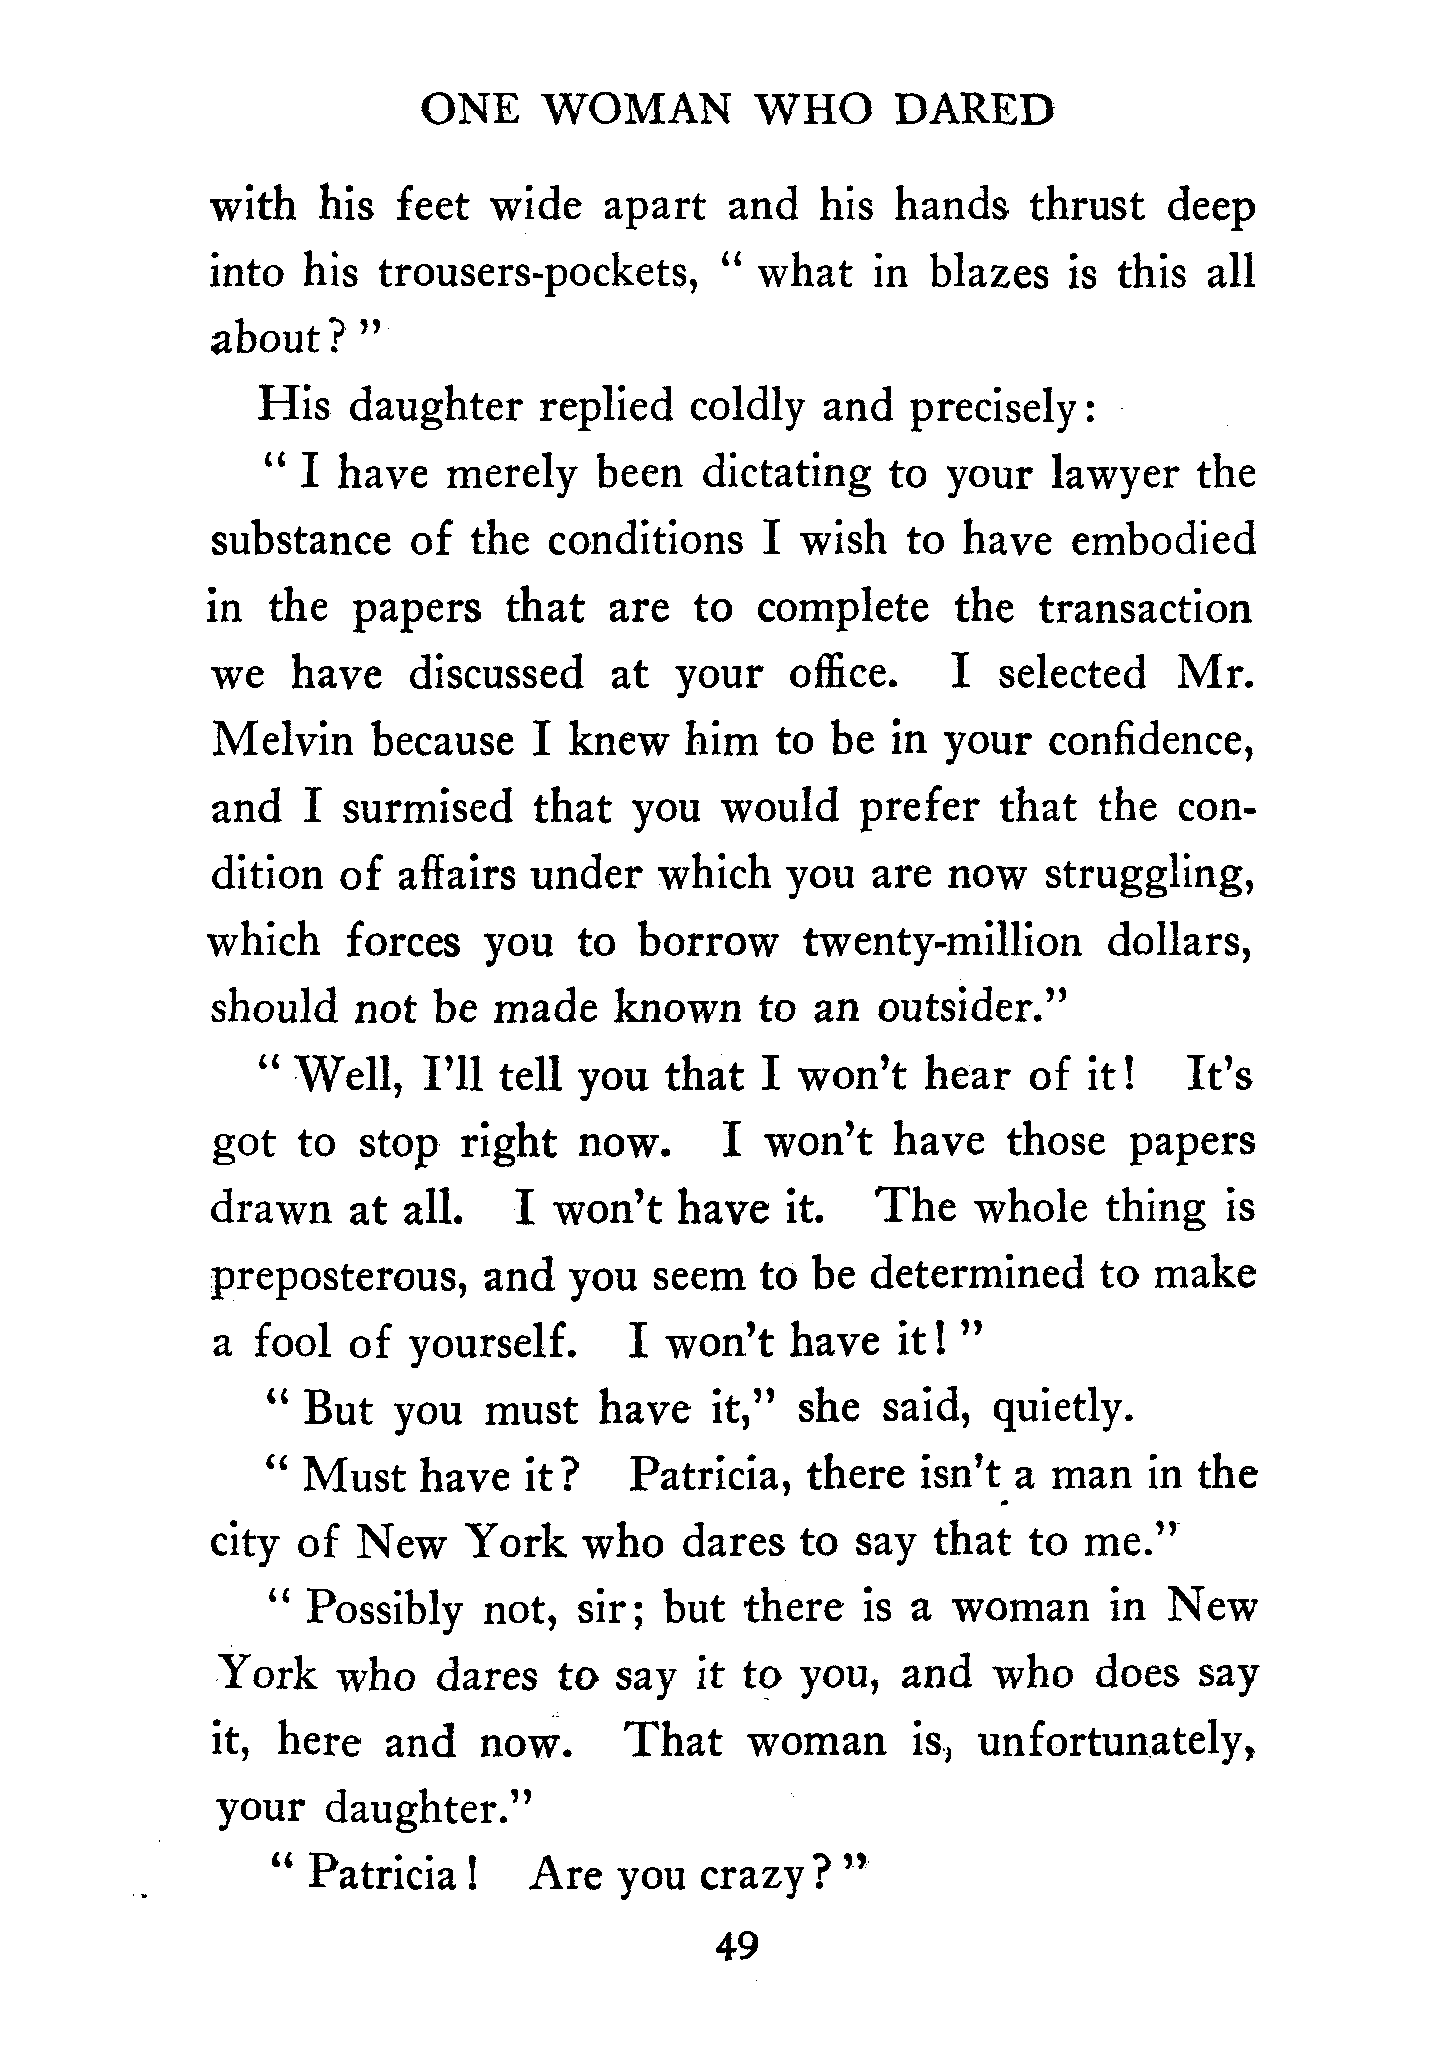 ONE WOMAN WHO DARED
with his feet wide apart and his hands thrust deep
into his trousers-pockets, " what in blazes is this all
about? "
His daughter replied coldly and precisely:
" I have merely been dictating to your lawyer the
substance of the conditions I wish to have embodied
in the papers that are to complete the transaction
we have discussed at your office. I selected Mr.
Melvin because I knew him to be in your confidence,
and I surmised that you would prefer that the con-
dition of affairs under which you are now struggling,
which forces you to borrow twenty-million dollars,
should not be made known to an outsider."
" Well, I'll tell you that I won't hear of it! It's
got to stop right now. I won't have those papers
drawn at all. I won't have it. The whole thing is
preposterous, and you seem to be determined to make
a fool of yourself. I won't have it! "
" But you must have it," she said, quietly.
" Must have it? Patricia, there isn't a man in the
city of New York who dares to say that to me."
" Possibly not, sir; but there is a woman in New
York who dares to say it to you, and who does say
it, here and now. That woman is, unfortunately,
your daughter."
" Patricia! Are you crazy? "
49